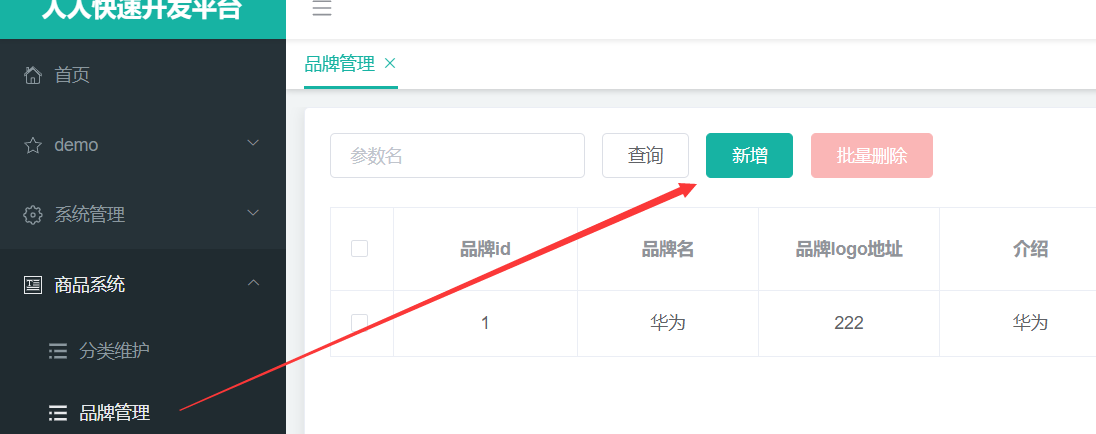 人人快速开发平台
首页
demo
系统管理
商品系统
分类维护
品牌管理
品牌管理
参数名 查询 新增 批量删除
品牌id 品牌名 品牌logo地址 介绍
1 华为 222 华为